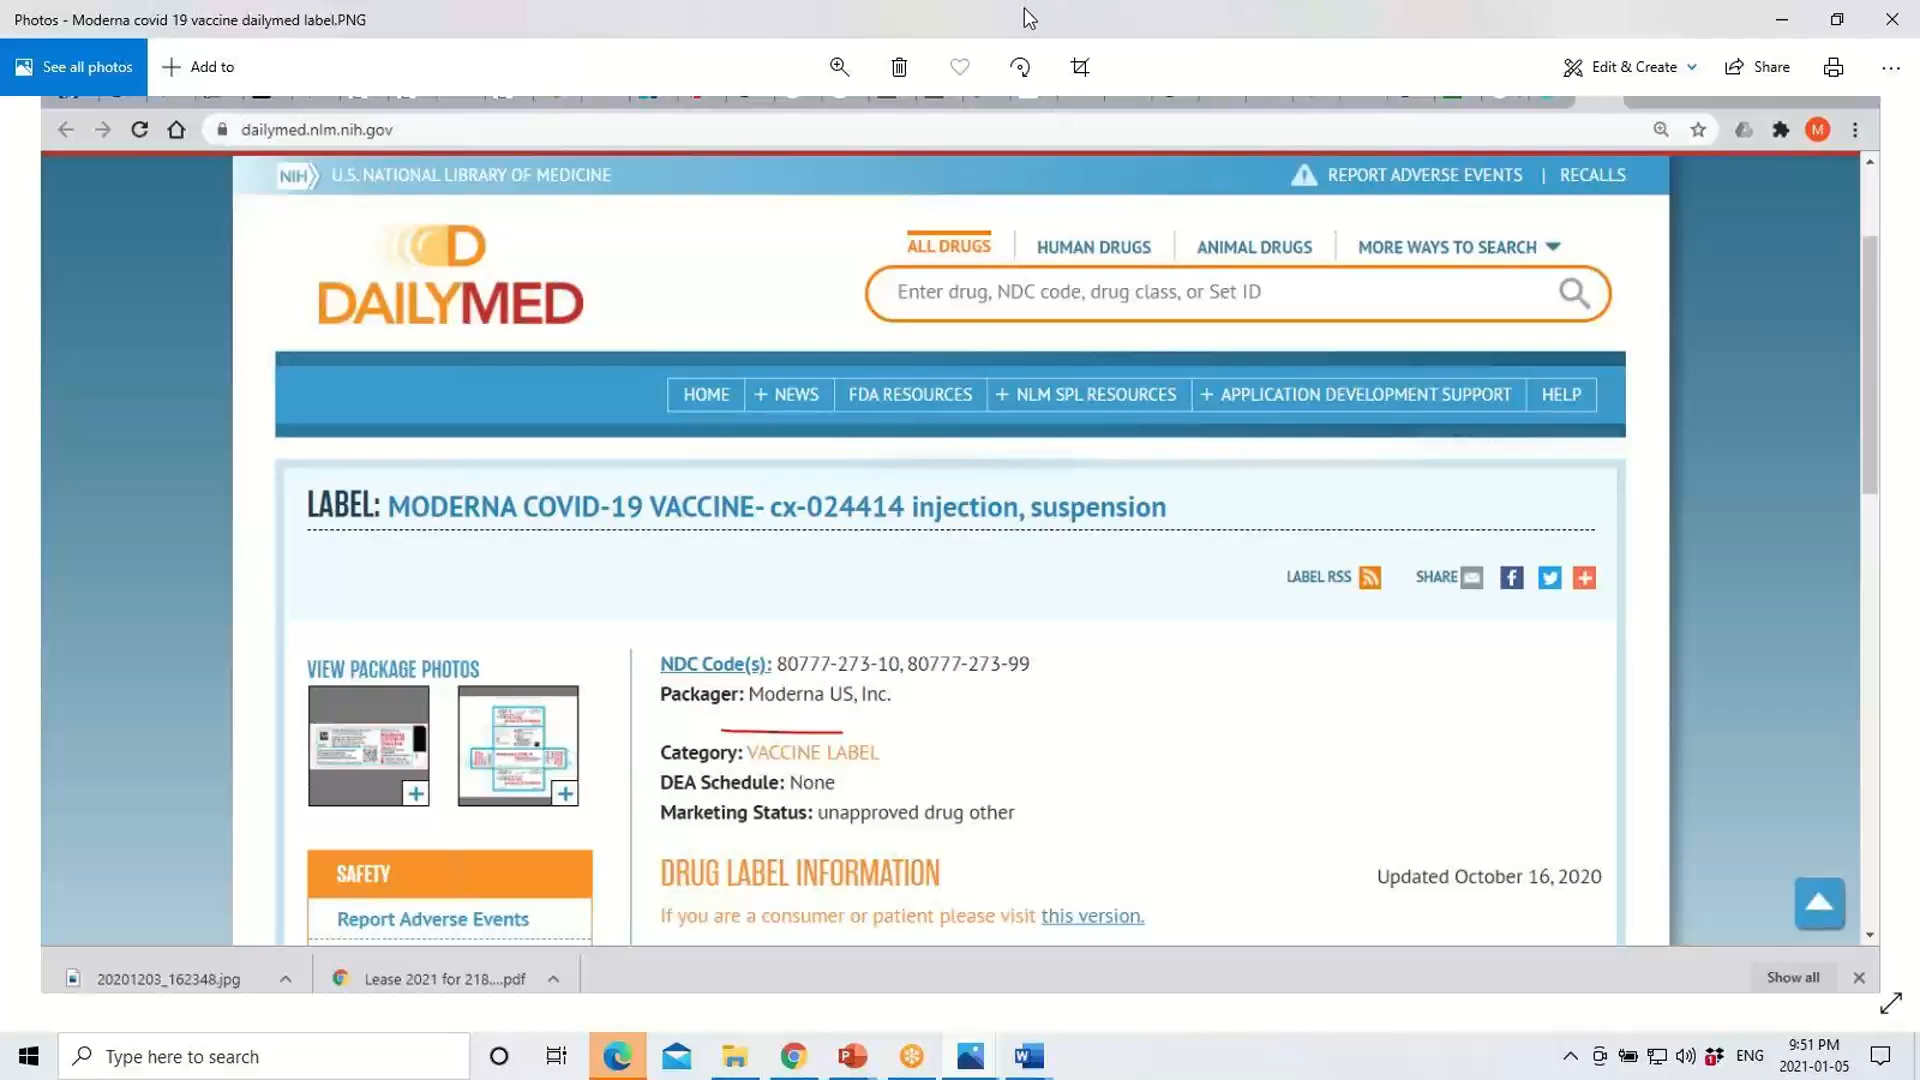 Photos - Moderna covid 19 vaccine dailymed label.PNG
See all photos
Add to
Edit & Create
Share
dailymed.nlm.nih.gov
M
NIH U.S. NATIONAL LIBRARY OF MEDICINE
REPORT ADVERSE EVENTS | RECALLS
D
DAILYMED
ALL DRUGS
HUMAN DRUGS
ANIMAL DRUGS
MORE WAYS TO SEARCH
Enter drug, NDC code, drug class, or Set ID
HOME
+ NEWS
FDA RESOURCES
+ NLM SPL RESOURCES
+ APPLICATION DEVELOPMENT SUPPORT
HELP
LABEL: MODERNA COVID-19 VACCINE- cx-024414 injection, suspension
LABEL RSS
SHARE
VIEW PACKAGE PHOTOS
NDC Code(s): 80777-273-10, 80777-273-99
Packager: Moderna US, Inc.
Category: VACCINE LABEL
DEA Schedule: None
Marketing Status: unapproved drug other
SAFETY
Report Adverse Events
DRUG LABEL INFORMATION
Updated October 16, 2020
If you are a consumer or patient please visit this version.
20201203_162348.jpg
Lease 2021 for 218....pdf
Show all
Type here to search
ENG
9:51 PM
2021-01-05